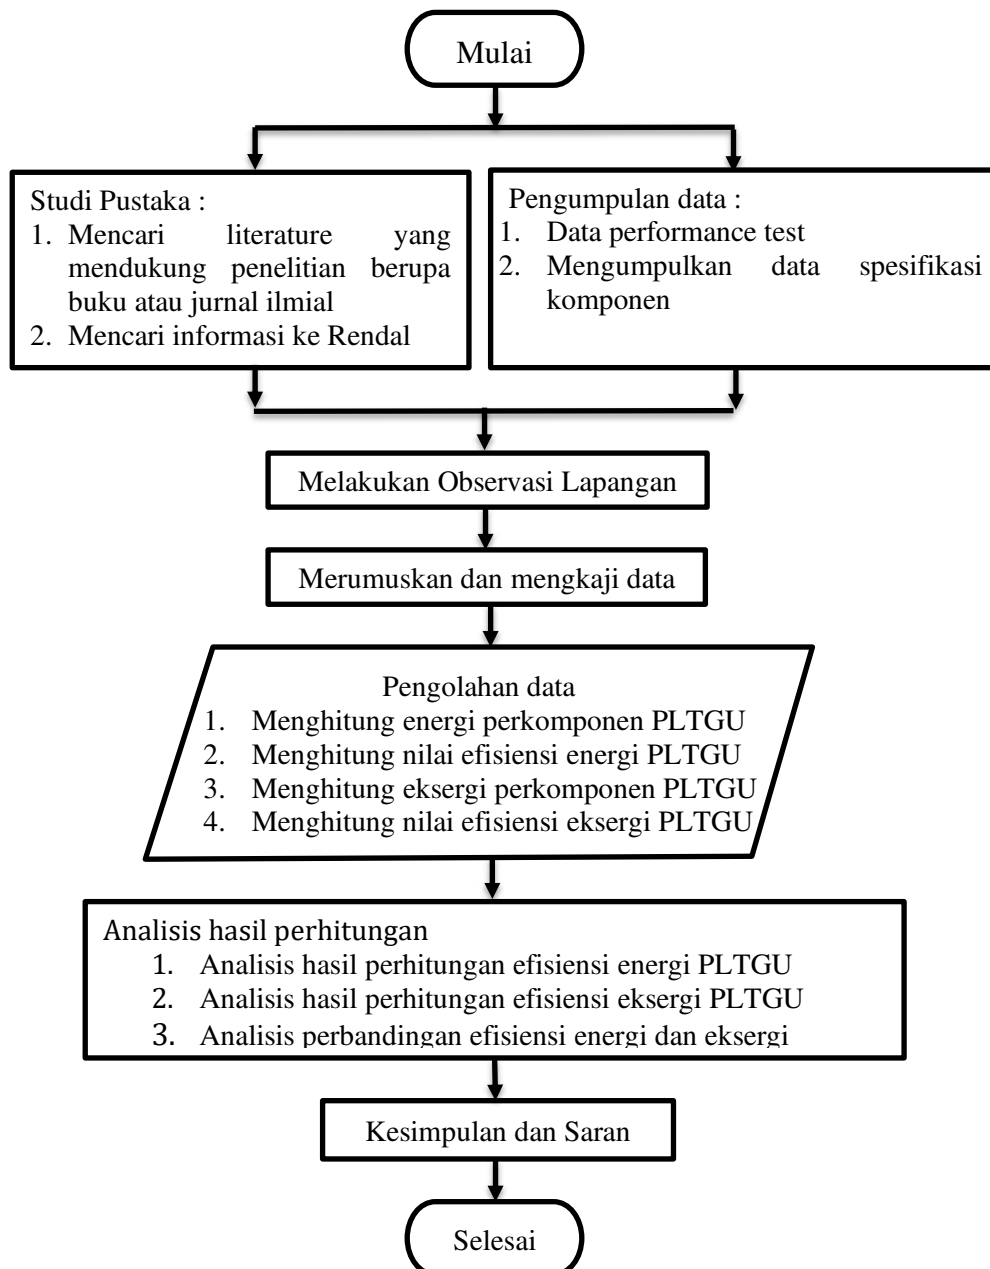 Mulai
Studi Pustaka :
1. Mencari literature yang
mendukung penelitian berupa
buku atau jurnal ilmial
2. Mencari informasi ke Rendal
Pengumpulan data :
1. Data performance test
2. Mengumpulkan data spesifikasi
komponen
Melakukan Observasi Lapangan
Merumuskan dan mengkaji data
Pengolahan data
1. Menghitung energi perkomponen PLTGU
2. Menghitung nilai efisiensi energi PLTGU
3. Menghitung eksergi perkomponen PLTGU
4. Menghitung nilai efisiensi eksergi PLTGU
Analisis hasil perhitungan
1. Analisis hasil perhitungan efisiensi energi PLTGU
2. Analisis hasil perhitungan efisiensi eksergi PLTGU
3. Analisis perbandingan efisiensi energi dan eksergi
Kesimpulan dan Saran
Selesai